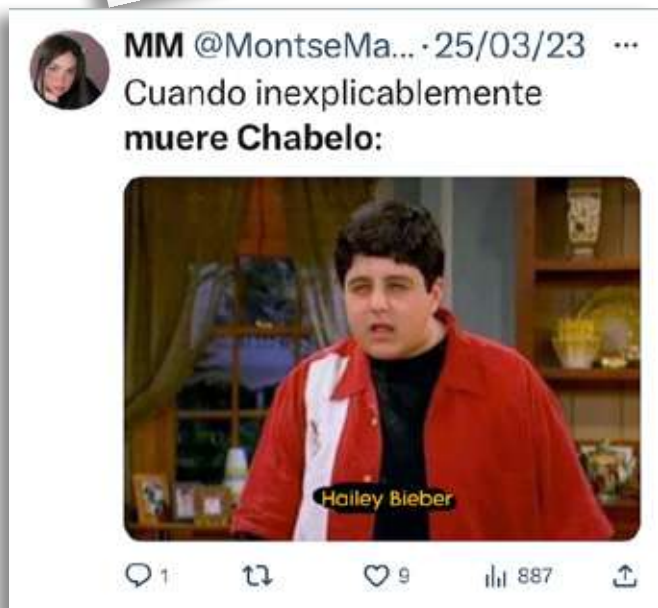 MM @MontseMa... · 25/03/23 ...
Cuando inexplicablemente
muere Chabelo:
Hailey Bieber
1 9 887